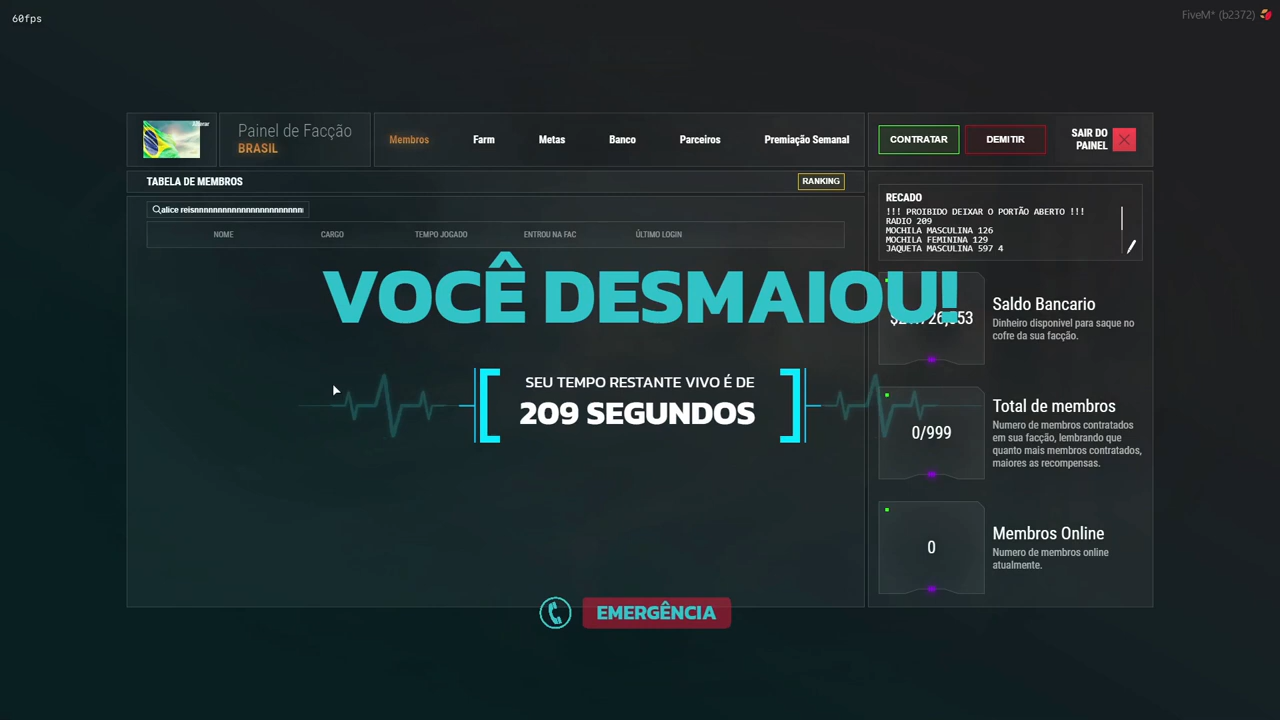 60fps
FiveM* (b2372)
Alterar
Painel de Facção
BRASIL
Membros
Farm
Metas
Banco
Parceiros
Premiação Semanal
CONTRATAR
DEMITIR
SAIR DO
PAINEL
TABELA DE MEMBROS
RANKING
alice reisnnnnnnnnnnnnnnnnnnnnnnn
NOME
CARGO
TEMPO JOGADO
ENTROU NA FAC
ÚLTIMO LOGIN
RECADO
!!! PROIBIDO DEIXAR O PORTÃO ABERTO !!!
RADIO 209
MOCHILA MASCULINA 126
MOCHILA FEMININA 129
JAQUETA MASCULINA 597 4
VOCÊ DESMAIOU!
SEU TEMPO RESTANTE VIVO É DE
209 SEGUNDOS
EMERGÊNCIA
Saldo Bancario
Dinheiro disponivel para saque no
cofre da sua facção.
0/999
Total de membros
Numero de membros contratados
em sua facção, lembrando que
quanto mais membros contratados,
maiores as recompensas.
0
Membros Online
Numero de membros online
atualmente.